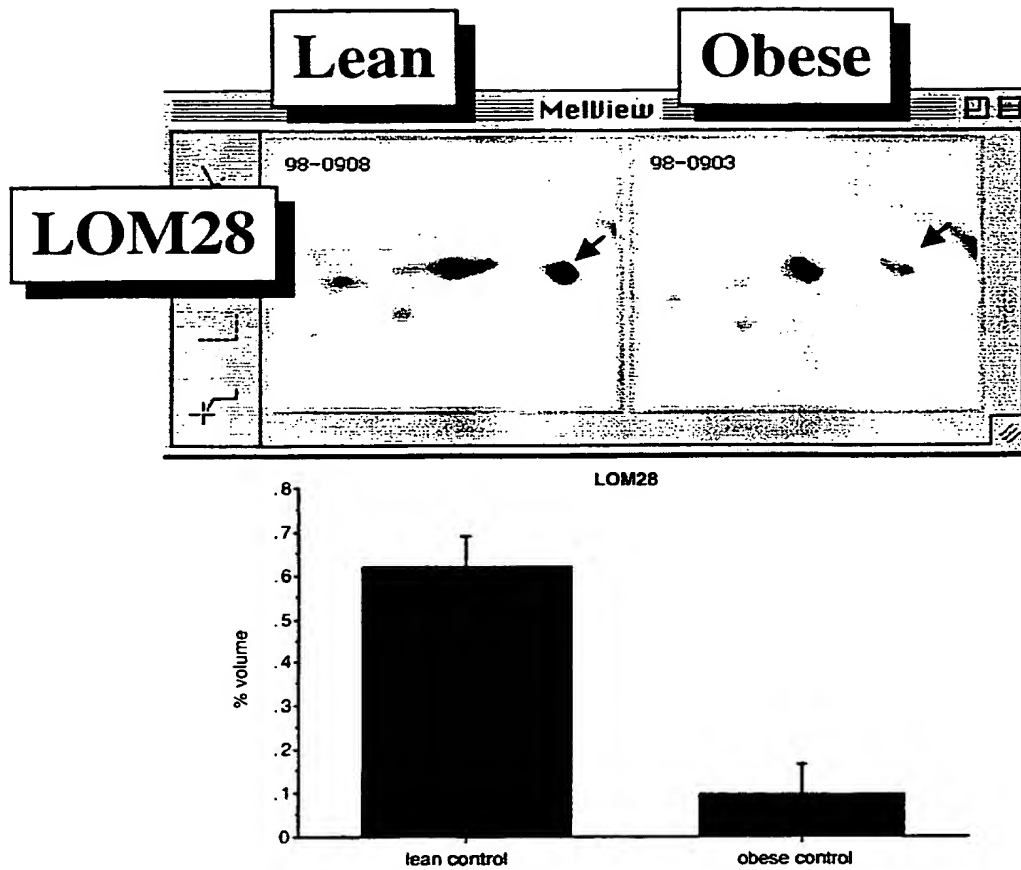 Lean
Obese
MelView
98-0908
98-0903
LOM28
LOM28
.8
.7
.6
.5
.4
.3
.2
.1
0
% volume
lean control
obese control